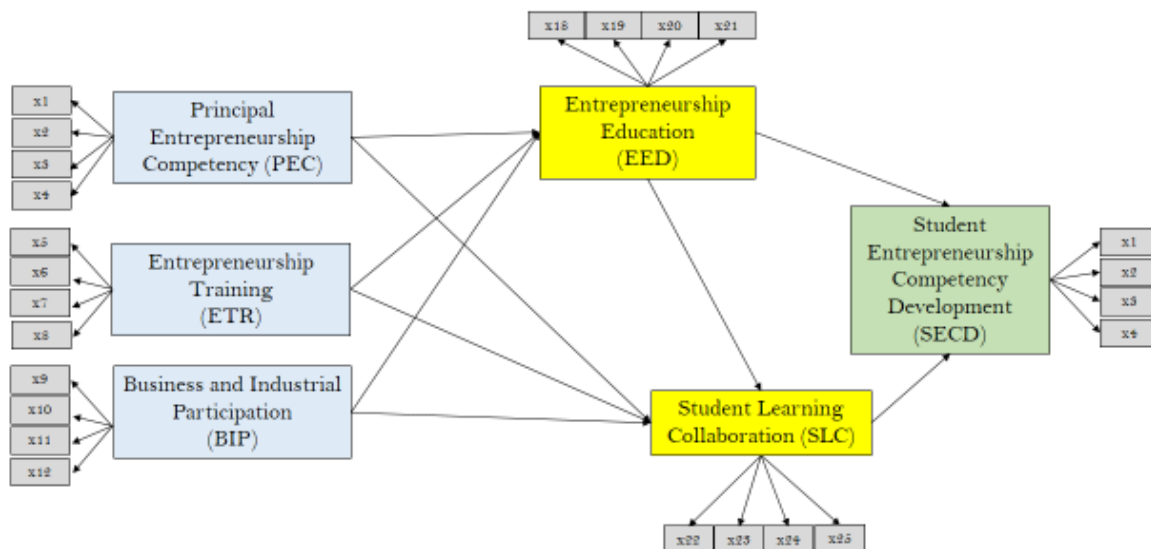 x18 x19 x20 x21
x1
x2
x3
x4
Principal
Entrepreneurship
Competency (PEC)
Entrepreneurship
Education
(EED)
x5
x6
x7
x8
Entrepreneurship
Training
(ETR)
Student
Entrepreneurship
Competency
Development
(SECD)
x1
x2
x3
x4
x9
x10
x11
x12
Business and Industrial
Participation
(BIP)
Student Learning
Collaboration (SLC)
x22 x23 x24 x25